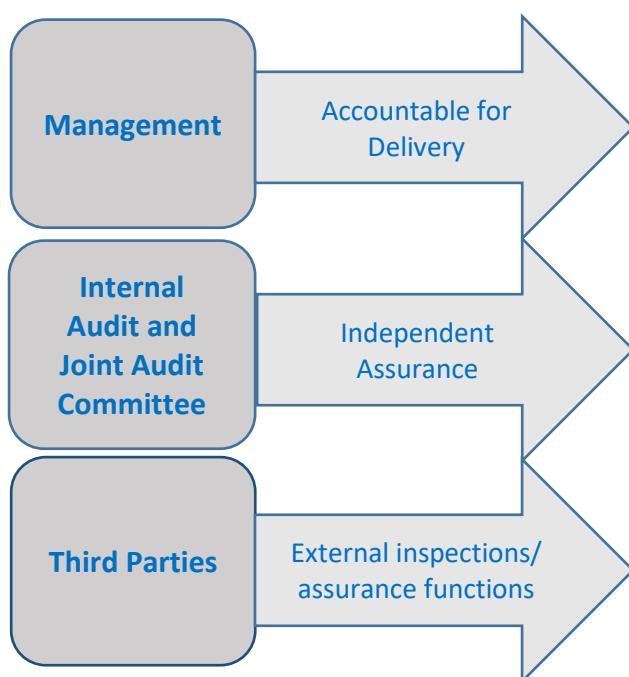 Management
Accountable for
Delivery
Internal
Audit and
Joint Audit
Committee
Independent
Assurance
Third Parties
External inspections/
assurance functions